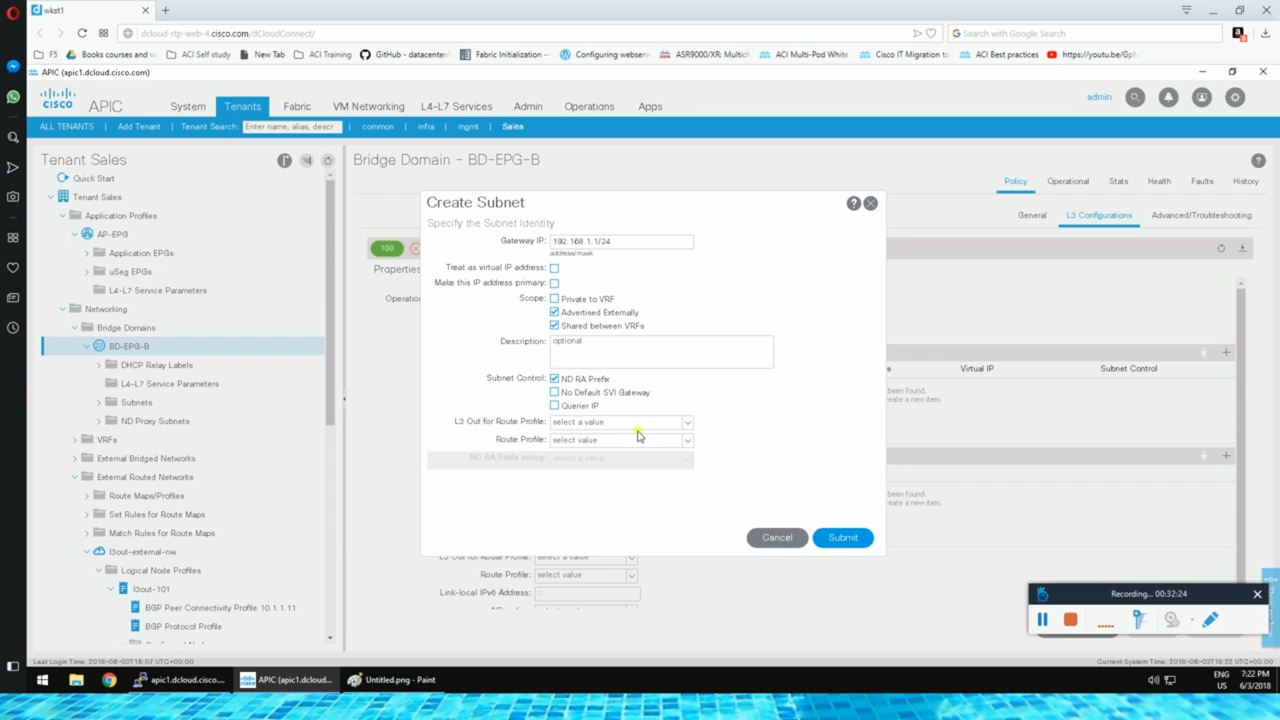 wkst1
dcloud-rtp-web-4.cisco.com/dCloudConnect/
Search with Google Search
F5 Books courses and w ACI Self study New Tab ACI Training GitHub - datacenter/ Fabric Initialization – Configuring webserv ASR9000/XR: Multich ACI Multi-Pod White Cisco IT Migration to ACI Best practices
APIC (apic1.dcloud.cisco.com)
CISCO APIC
System Tenants Fabric VM Networking L4-L7 Services Admin Operations Apps
admin
ALL TENANTS | Add Tenant | Tenant Search: Enter name, alias, descr | common | infra | mgmt | Sales
Tenant Sales
Quick Start
Tenant Sales
Application Profiles
AP-EPG
Application EPGs
uSeg EPGs
L4-L7 Service Parameters
Networking
Bridge Domains
BD-EPG-B
DHCP Relay Labels
L4-L7 Service Parameters
Subnets
ND Proxy Subnets
VRFs
External Bridged Networks
External Routed Networks
Route Maps/Profiles
Set Rules for Route Maps
Match Rules for Route Maps
l3out-external-nw
Logical Node Profiles
l3out-101
BGP Peer Connectivity Profile 10.1.1.11
BGP Protocol Profile
Bridge Domain - BD-EPG-B
Policy Operational Stats Health Faults History
General L3 Configurations Advanced/Troubleshooting
100
Properties
Virtual IP Subnet Control
been found.
create a new item.
been found.
create a new item.
Create Subnet
Specify the Subnet Identity
Gateway IP: 192.168.1.1/24
address/mask
Treat as virtual IP address:
Make this IP address primary:
Scope: Private to VRF
Advertised Externally
Shared between VRFs
Description: optional
Subnet Control: ND RA Prefix
No Default SVI Gateway
Querier IP
L3 Out for Route Profile: select a value
Route Profile: select value
ND RA Prefix policy: select a value
Cancel Submit
L3 Out for Route Profile: select a value
Route Profile: select value
Link-local IPv6 Address: ::
Recording... 00:32:24
Last Login Time: 2018-06-03T16:07 UTC+00:00
Current System Time: 2018-06-03T18:22 UTC+00:00
apic1.dcloud.cisco.com... APIC (apic1.dcloud... Untitled.png - Paint
ENG 7:22 PM
US 6/3/2018